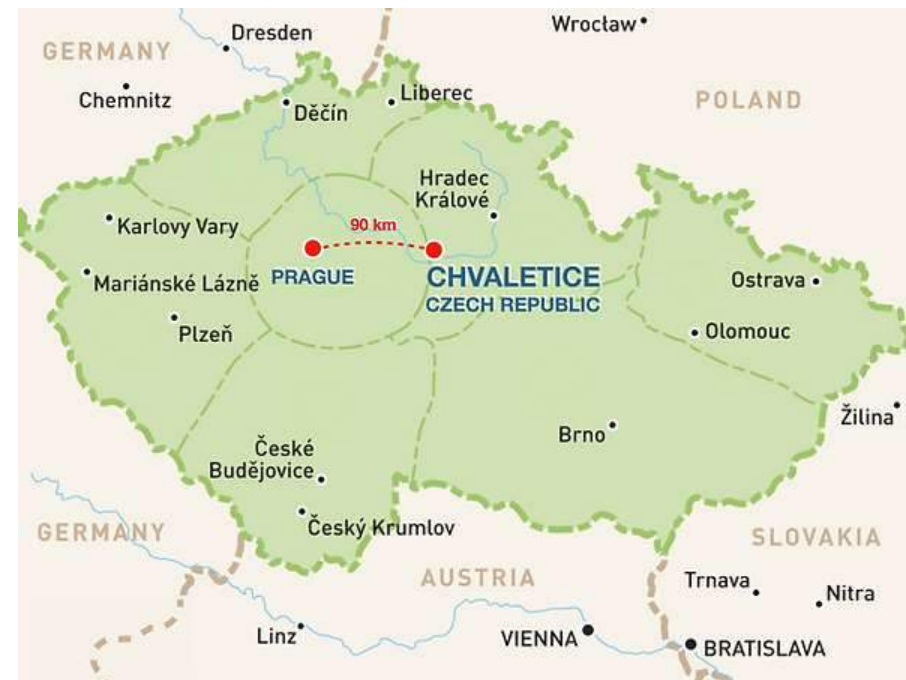 Dresden
Wrocław
GERMANY
Chemnitz
Děčín
Liberec
POLAND
Hradec
Králové
Karlovy Vary
90 km
Mariánské Lázně
PRAGUE
CHVALETICE
CZECH REPUBLIC
Ostrava
Plzeň
Olomouc
Žilina
Brno
České
Budějovice
Český Krumlov
GERMANY
SLOVAKIA
AUSTRIA
Trnava
Nitra
Linz
VIENNA
BRATISLAVA